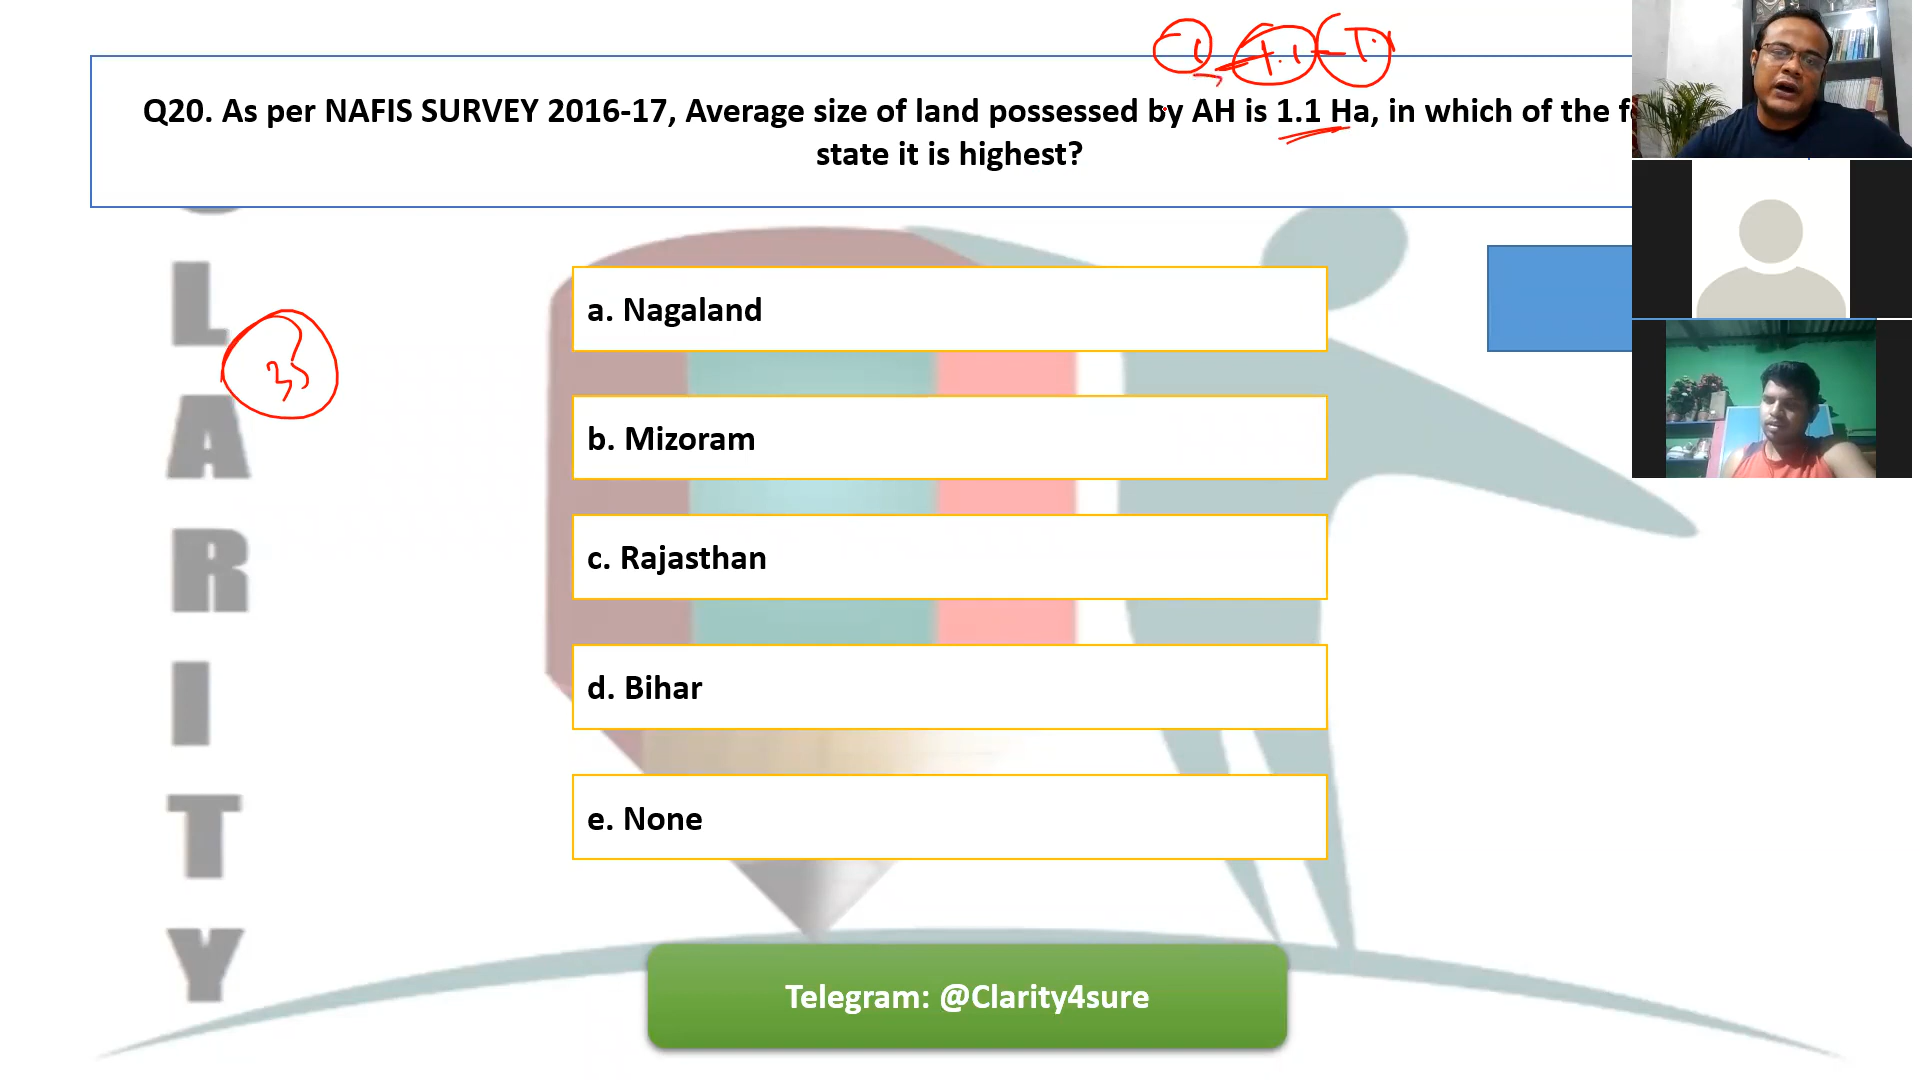 Q20. As per NAFIS SURVEY 2016-17, Average size of land possessed by AH is 1.1 Ha, in which of the
state it is highest?
a. Nagaland
b. Mizoram
c. Rajasthan
d. Bihar
e. None
L
A
R
I
T
Y
Telegram: @Clarity4sure